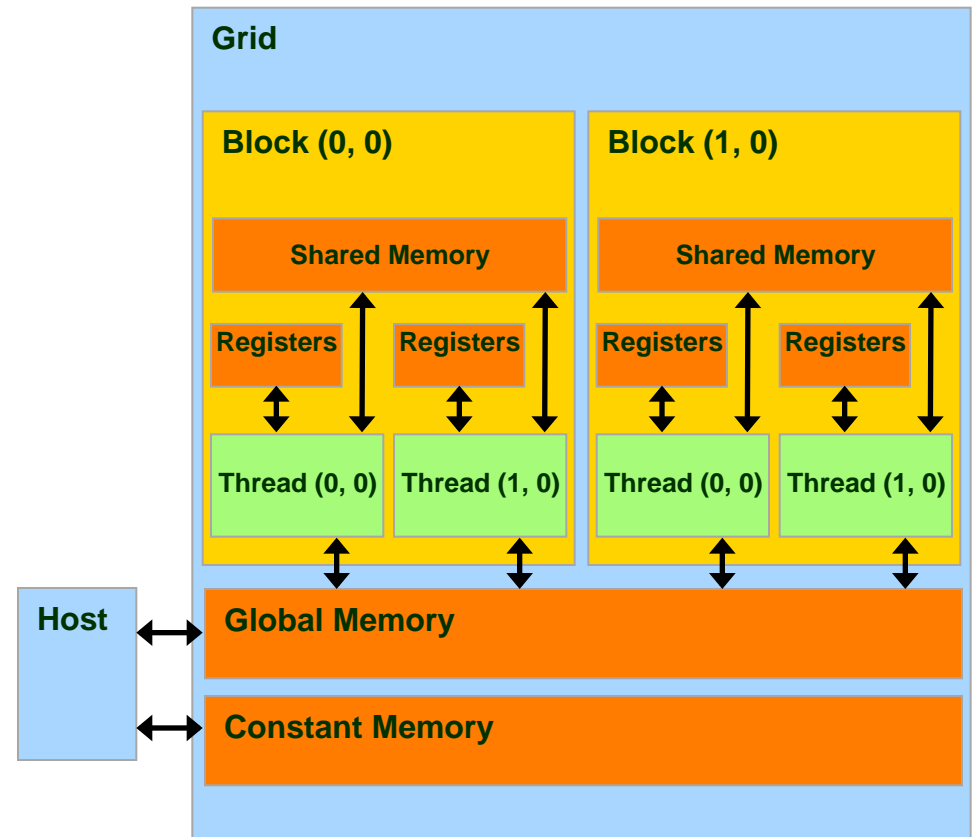 Grid
Block (0, 0)
Block (1, 0)
Shared Memory
Shared Memory
Registers
Registers
Registers
Registers
Thread (0, 0)
Thread (1, 0)
Thread (0, 0)
Thread (1, 0)
Host
Global Memory
Constant Memory